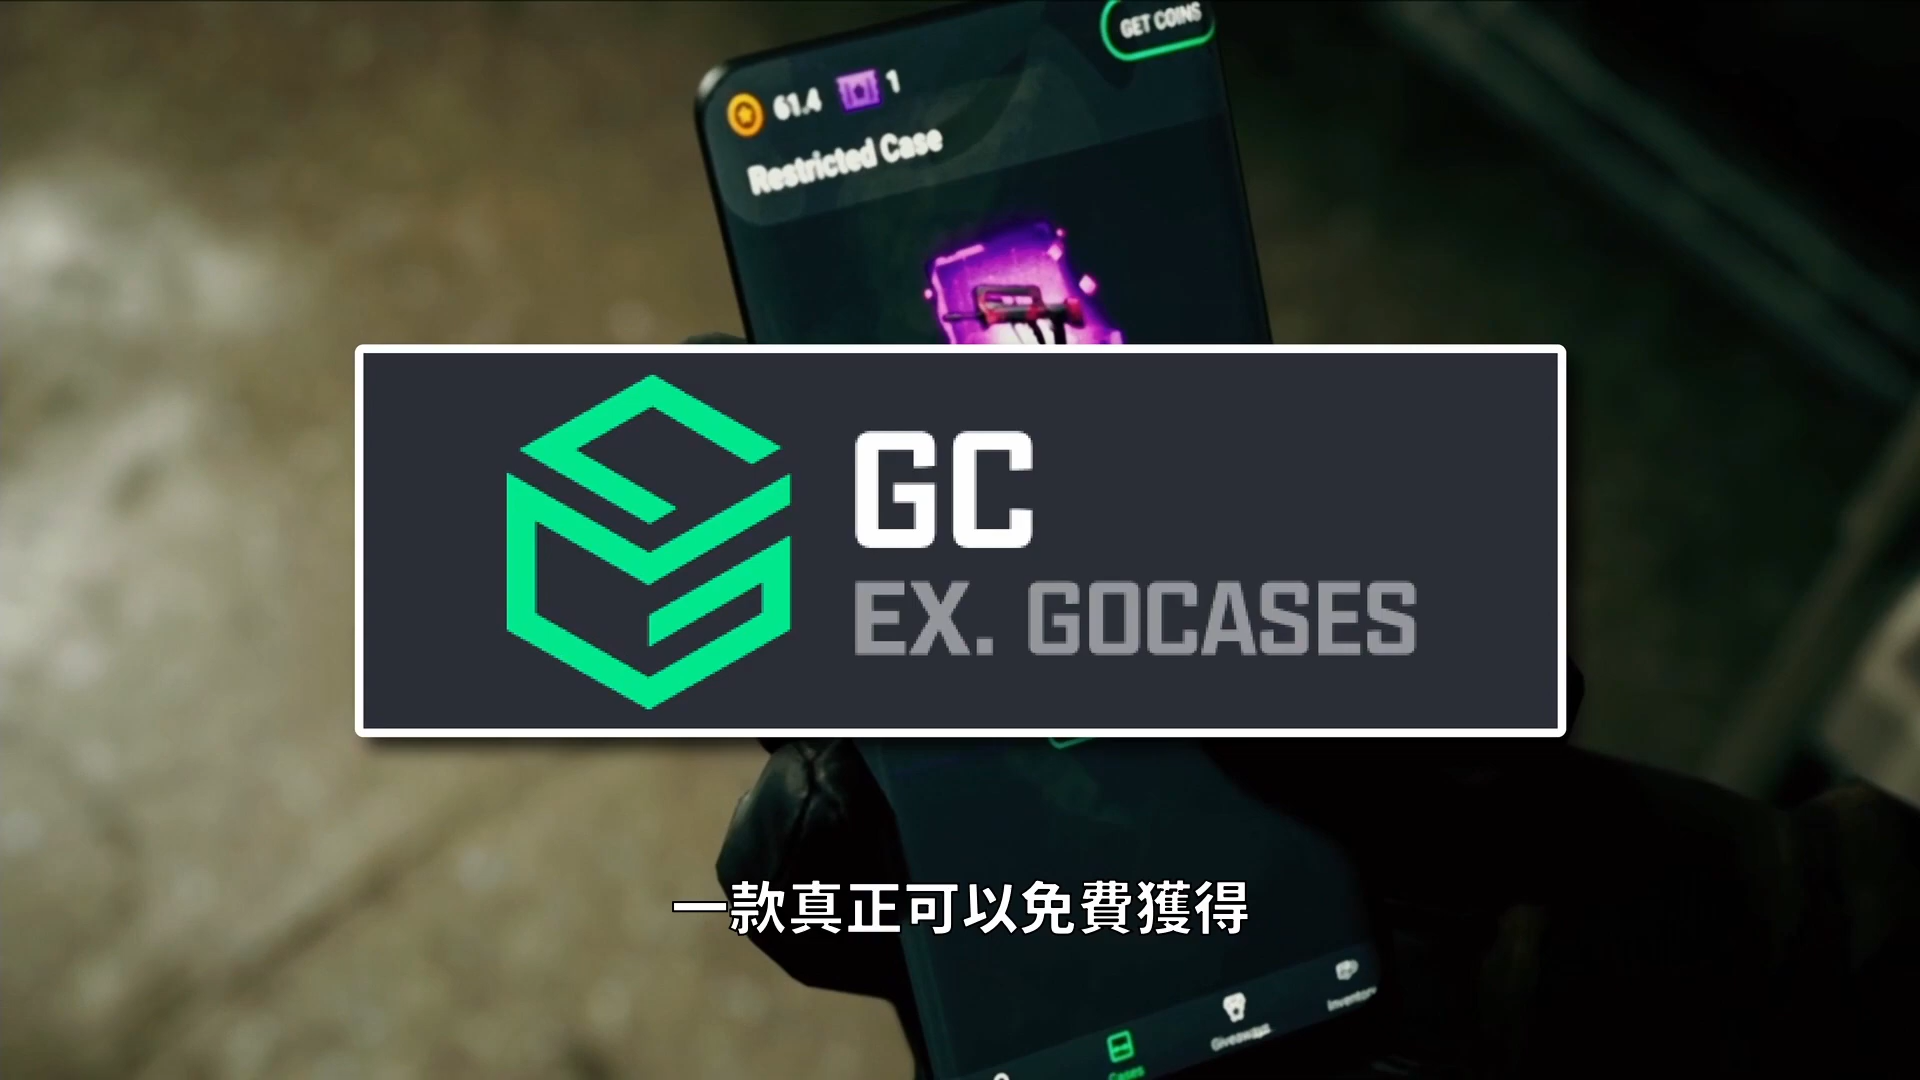 GET COINS
61.4 1
Restricted Case
GC
EX. GOCASES
一款真正可以免費獲得
Inventory
Giveaways
Cases